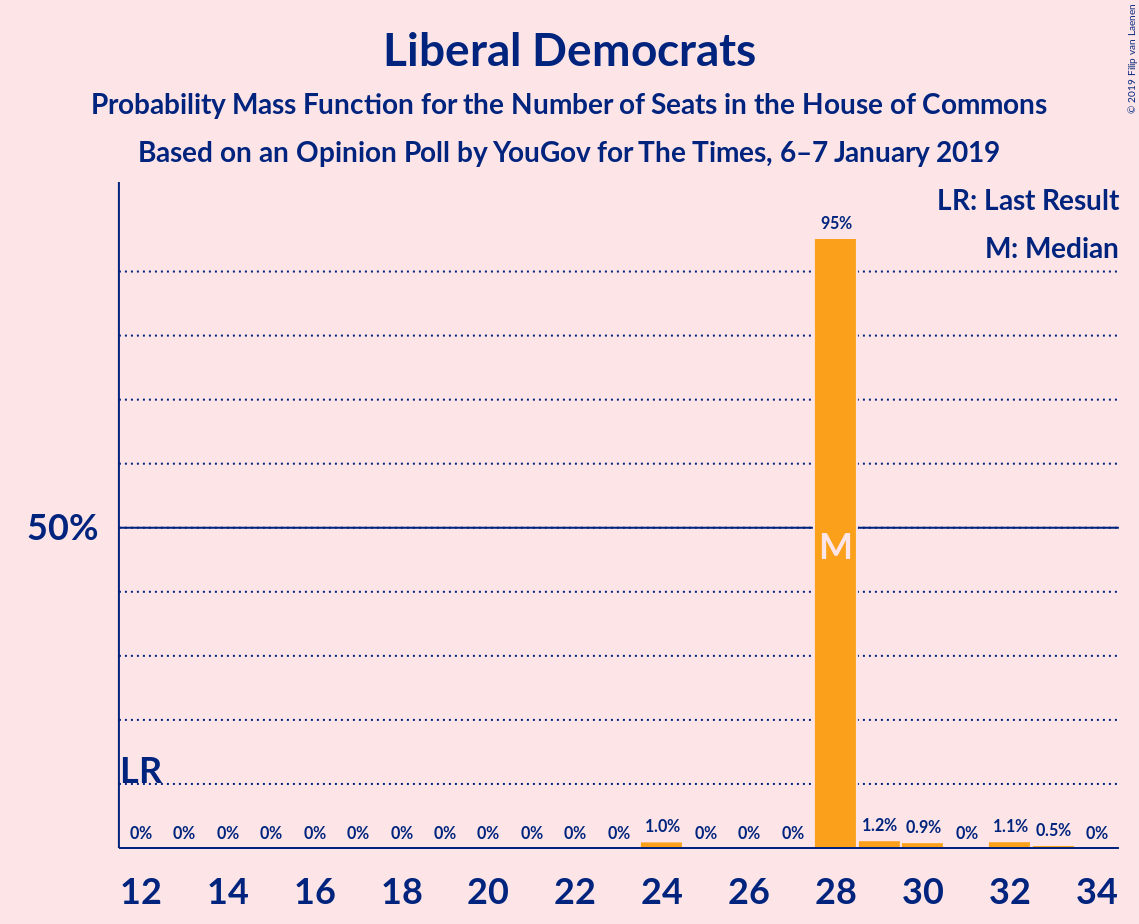 Liberal Democrats
Probability Mass Function for the Number of Seats in the House of Commons
Based on an Opinion Poll by YouGov for The Times, 6–7 January 2019
© 2019 Filip van Laenen
LR: Last Result
M: Median
95%
50%
M
LR
0% 0% 0% 0% 0% 0% 0% 0% 0% 0% 0% 0% 1.0% 0% 0% 0% 1.2% 0.9% 0% 1.1% 0.5% 0%
12 14 16 18 20 22 24 26 28 30 32 34